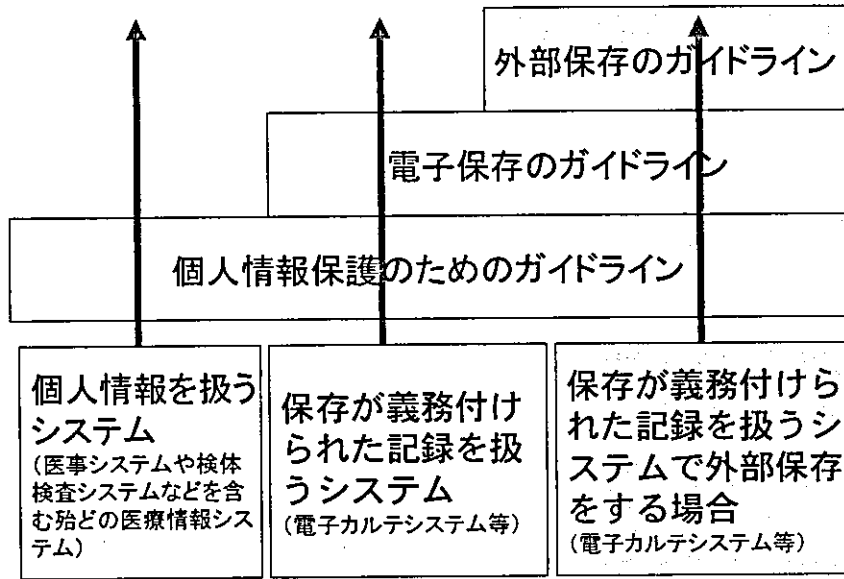 外部保存のガイドライン
電子保存のガイドライン
個人情報保護のためのガイドライン
個人情報を扱う
システム
(医事システムや検体
検査システムなどを含
む殆どの医療情報シス
テム)
保存が義務付け
られた記録を扱
うシステム
(電子カルテシステム等)
保存が義務付けら
れた記録を扱うシ
ステムで外部保存
をする場合
(電子カルテシステム等)